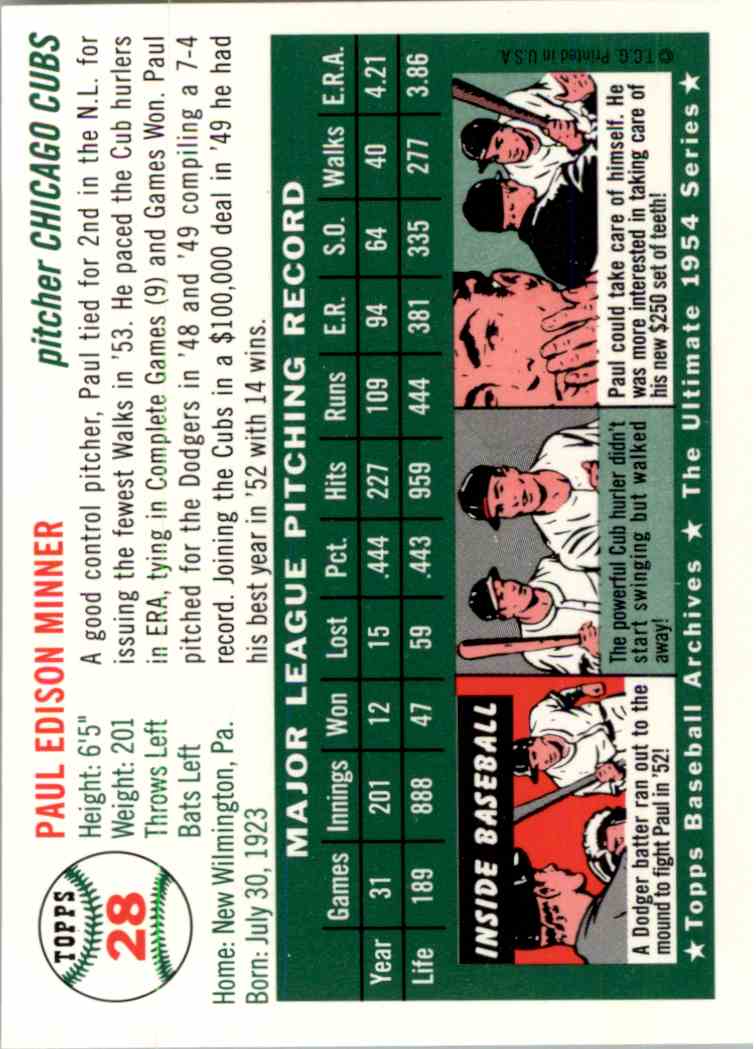 TOPPS
28
PAUL EDISON MINNER
pitcher CHICAGO CUBS
Height: 6'5"
Weight: 201
Throws Left
Bats Left
Home: New Wilmington, Pa.
Born: July 30, 1923
A good control pitcher, Paul tied for 2nd in the N.L. for
issuing the fewest Walks in '53. He paced the Cub hurlers
in ERA, tying in Complete Games (9) and Games Won. Paul
pitched for the Dodgers in '48 and '49 compiling a 7-4
record. Joining the Cubs in a $100,000 deal in '49 he had
his best year in '52 with 14 wins.
MAJOR LEAGUE PITCHING RECORD
Games Innings Won Lost Pct. Hits Runs E.R. S.O. Walks E.R.A.
Year 31 201 12 15 .444 227 109 94 64 40 4.21
Life 189 888 47 59 .443 959 444 381 335 277 3.86
INSIDE BASEBALL
A Dodger batter ran out to the
mound to fight Paul in '52!
The powerful Cub hurler didn't
start swinging but walked
away!
Paul could take care of himself. He
was more interested in taking care of
his new $250 set of teeth!
© T.C.G. Printed in U.S.A.
★ Topps Baseball Archives ★ The Ultimate 1954 Series ★